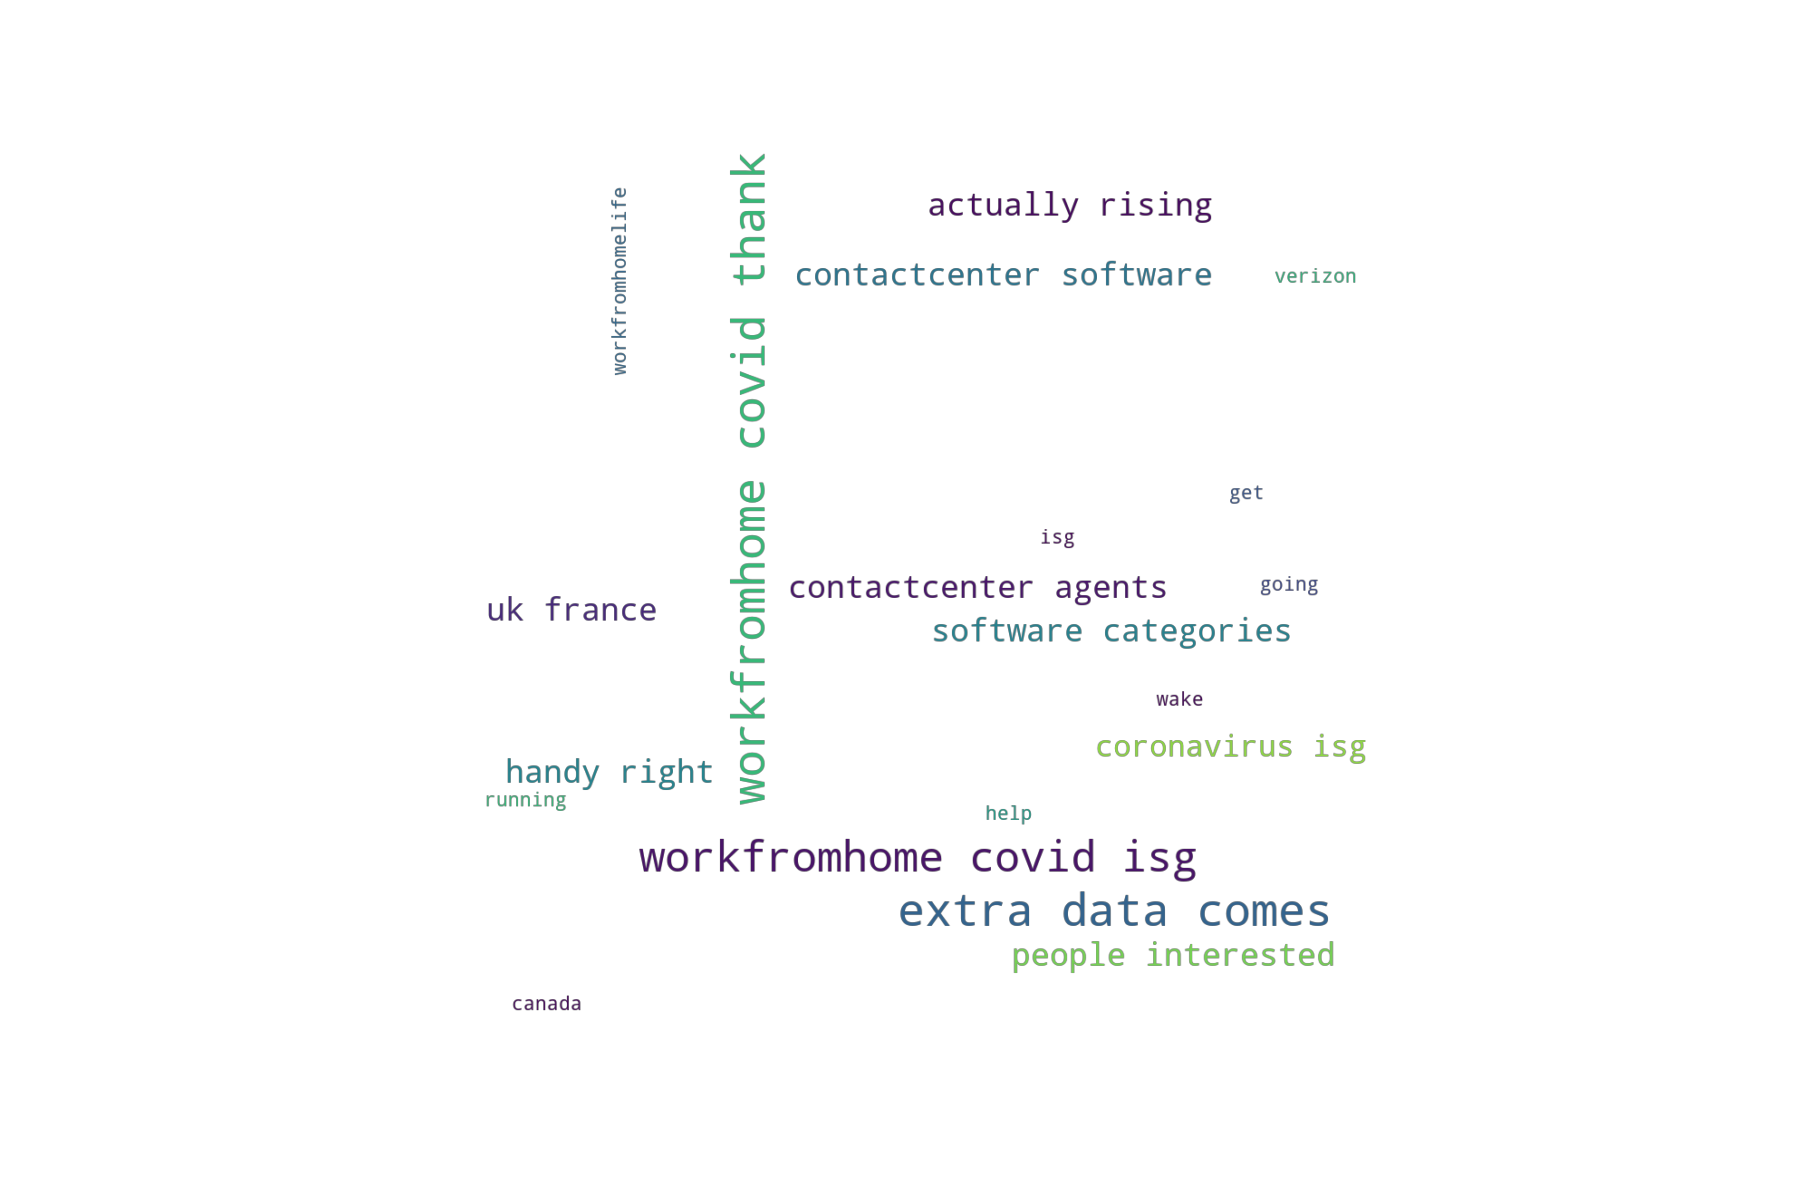 workfromhomelife
workfromhome covid thank
actually rising
contactcenter software
verizon
get
isg
contactcenter agents
going
uk france
software categories
wake
coronavirus isg
handy right
running
help
workfromhome covid isg
extra data comes
people interested
canada